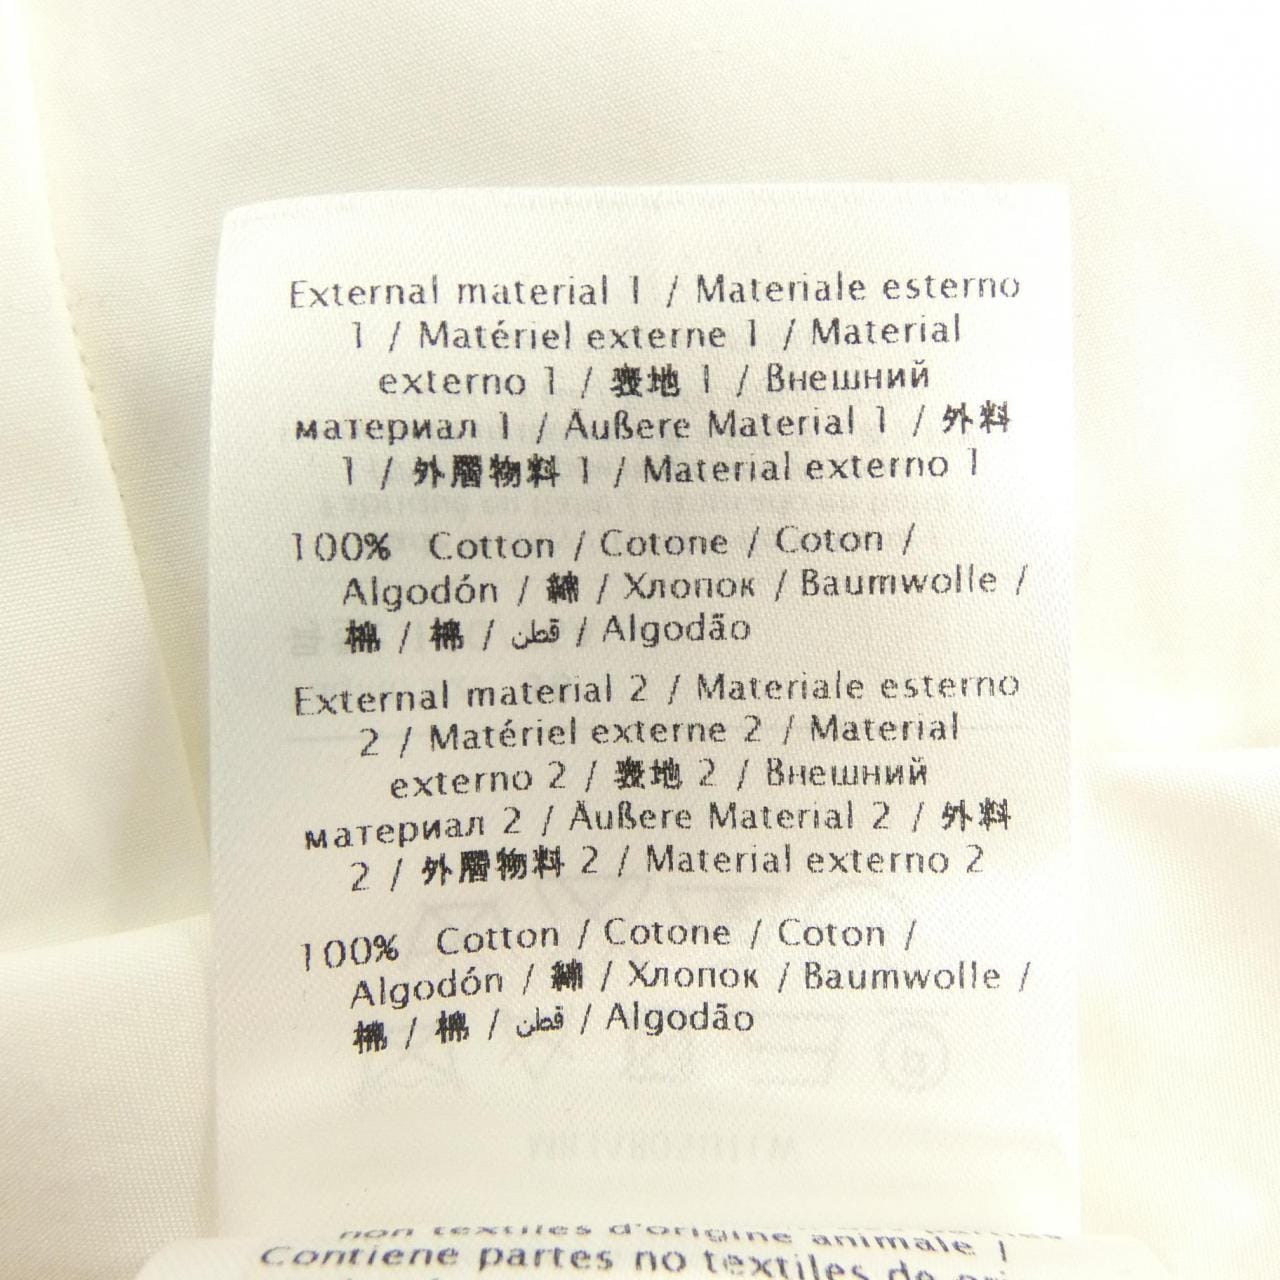 External material 1 / Materiale esterno
1 / Matériel externe 1 / Material
externo 1 / 表地 1 / Внешний
материал 1 / Äußere Material 1 / 外料
1 / 外層物料 1 / Material externo 1
100% Cotton / Cotone / Coton /
Algodón / 綿 / Хлопок / Baumwolle /
棉 / 棉 / قطن / Algodão
External material 2 / Materiale esterno
2 / Matériel externe 2 / Material
externo 2 / 表地 2 / Внешний
материал 2 / Äußere Material 2 / 外料
2 / 外層物料 2 / Material externo 2
100% Cotton / Cotone / Coton /
Algodón / 綿 / Хлопок / Baumwolle /
棉 / 棉 / قطن / Algodão
non textiles d'origine animale /
Contiene partes no textiles de